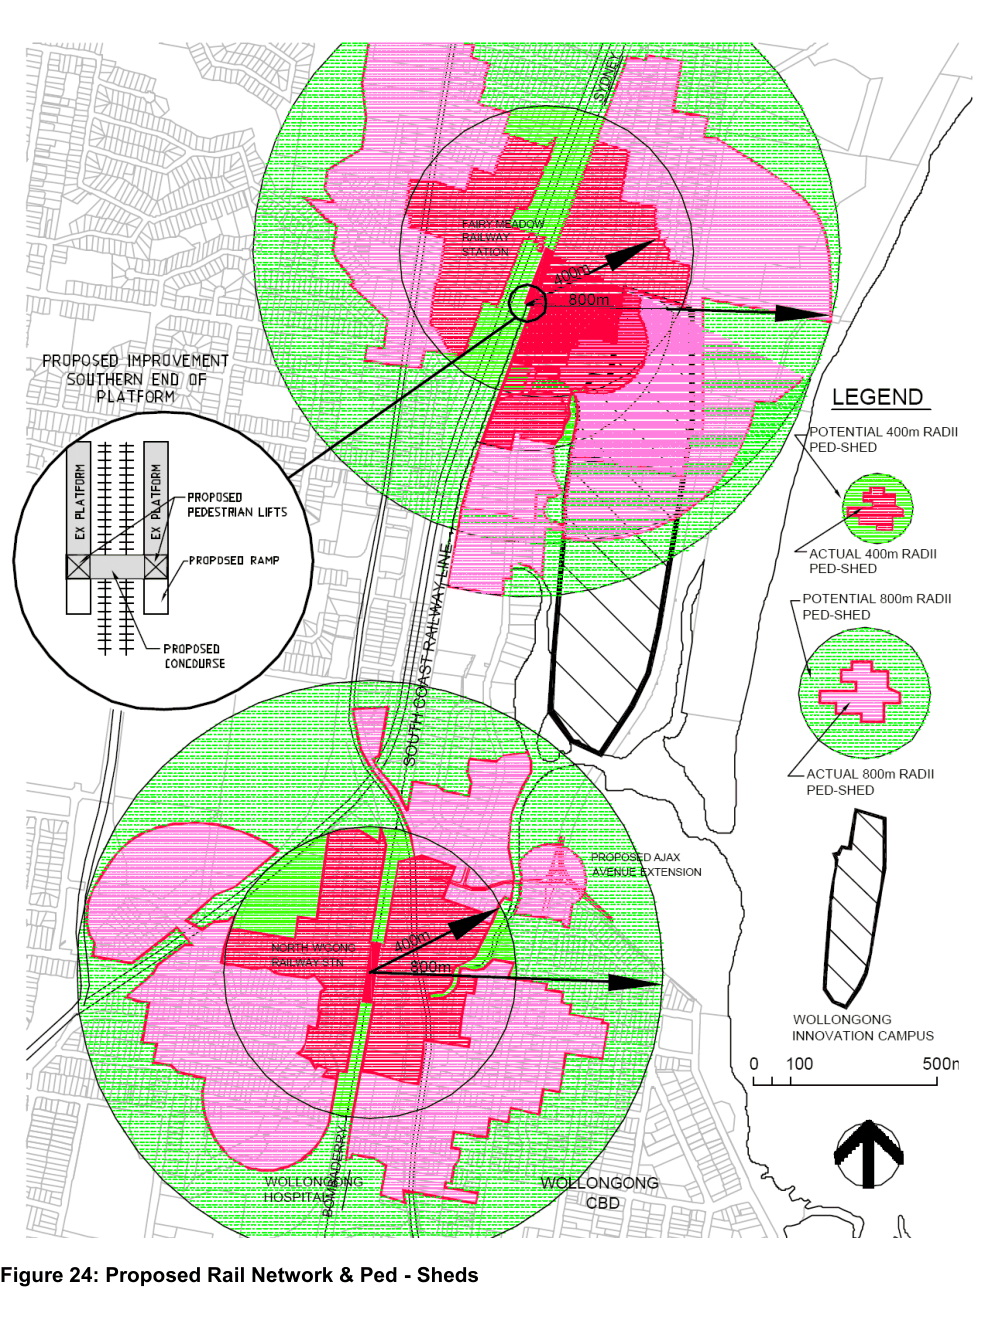 SYDNEY
FAIRY MEADOW
RAILWAY
STATION
400m
800m
PROPOSED IMPROVEMENT
SOUTHERN END OF
PLATFORM
EX PLATFORM
EX PLATFORM
PROPOSED
PEDESTRIAN LIFTS
PROPOSED RAMP
PROPOSED
CONCOURSE
SOUTH COAST RAILWAY LINE
LEGEND
POTENTIAL 400m RADII
PED-SHED
ACTUAL 400m RADII
PED-SHED
POTENTIAL 800m RADII
PED-SHED
ACTUAL 800m RADII
PED-SHED
WOLLONGONG
INNOVATION CAMPUS
0 100 500m
PROPOSED AJAX
AVENUE EXTENSION
NORTH W'GONG
RAILWAY STN
400m
800m
BOMBADERRY
WOLLONGONG
HOSPITAL
WOLLONGONG
CBD
Figure 24: Proposed Rail Network & Ped - Sheds